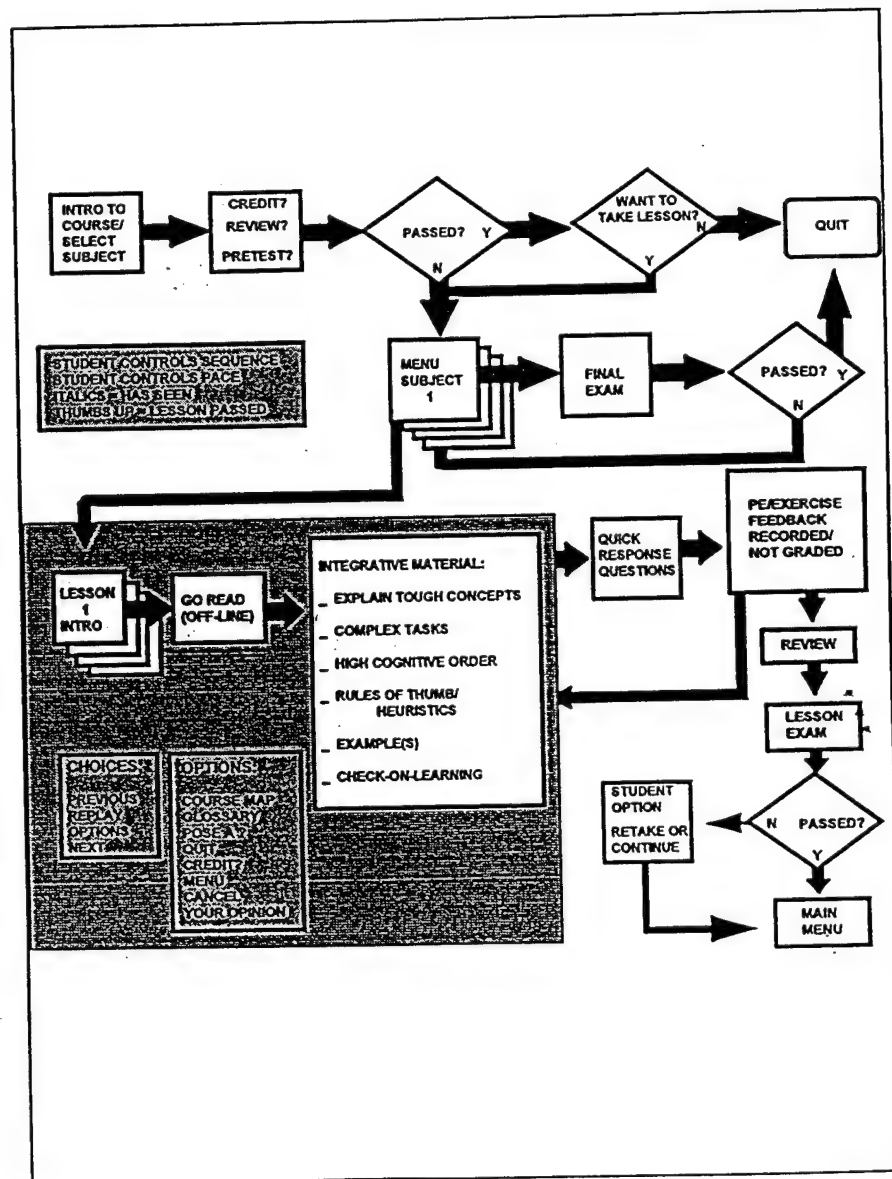 INTRO TO
COURSE/
SELECT
SUBJECT
CREDIT?
REVIEW?
PRETEST?
PASSED? Y
N
WANT TO
TAKE LESSON?
N
Y
QUIT
STUDENT CONTROLS SEQUENCE
STUDENT CONTROLS PACE
ITALICS = HAS SEEN
THUMBS UP = LESSON PASSED
MENU
SUBJECT
1
FINAL
EXAM
PASSED? Y
N
LESSON
1
INTRO
GO READ
(OFF-LINE)
INTEGRATIVE MATERIAL:
_ EXPLAIN TOUGH CONCEPTS
_ COMPLEX TASKS
_ HIGH COGNITIVE ORDER
_ RULES OF THUMB/
HEURISTICS
_ EXAMPLE(S)
_ CHECK-ON-LEARNING
QUICK
RESPONSE
QUESTIONS
PE/EXERCISE
FEEDBACK
RECORDED/
NOT GRADED
REVIEW
LESSON
EXAM
N PASSED?
Y
STUDENT
OPTION
RETAKE OR
CONTINUE
MAIN
MENU
CHOICES:
PREVIOUS
REPLAY
OPTIONS
NEXT
OPTIONS:
COURSE MAP
GLOSSARY
POSE A ?
QUIT
CREDIT?
MENU
CANCEL
YOUR OPINION